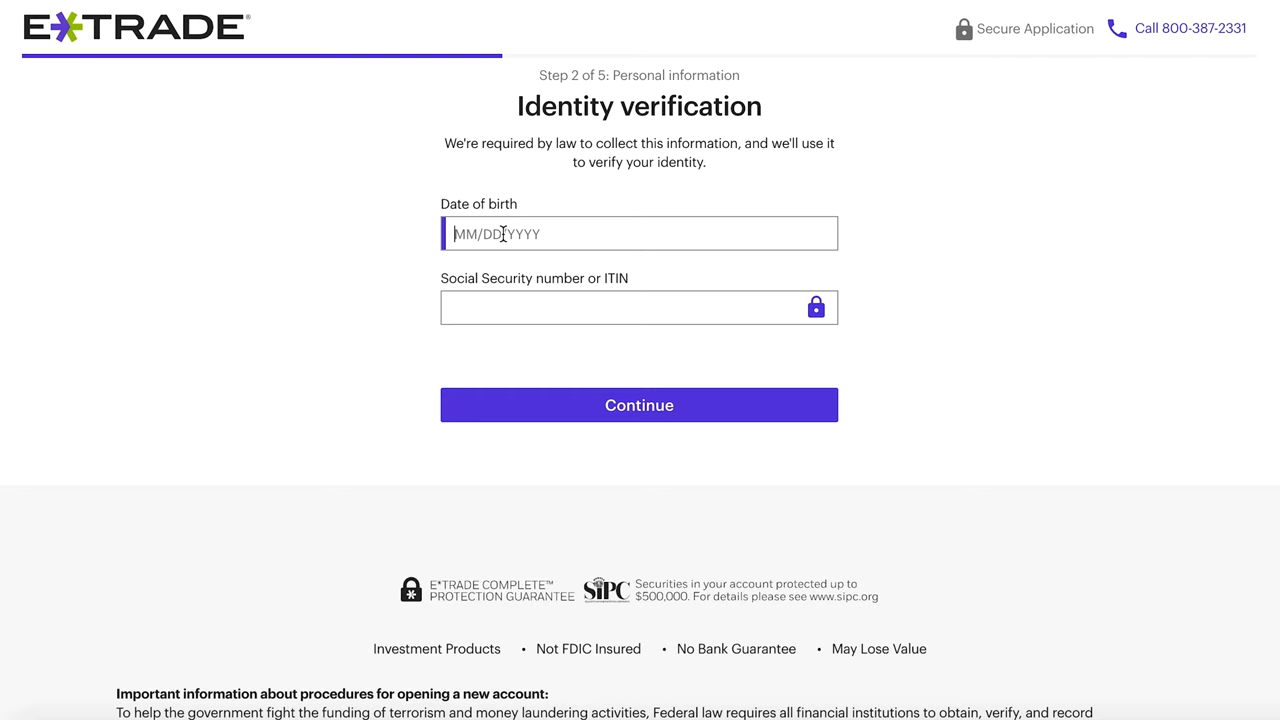 E*TRADE®
Secure Application
Call 800-387-2331
Step 2 of 5: Personal information
Identity verification
We're required by law to collect this information, and we'll use it
to verify your identity.
Date of birth
MM/DD/YYYY
Social Security number or ITIN
Continue
E*TRADE COMPLETE™
PROTECTION GUARANTEE
SiPC
Securities in your account protected up to
$500,000. For details please see www.sipc.org
Investment Products • Not FDIC Insured • No Bank Guarantee • May Lose Value
Important information about procedures for opening a new account:
To help the government fight the funding of terrorism and money laundering activities, Federal law requires all financial institutions to obtain, verify, and record